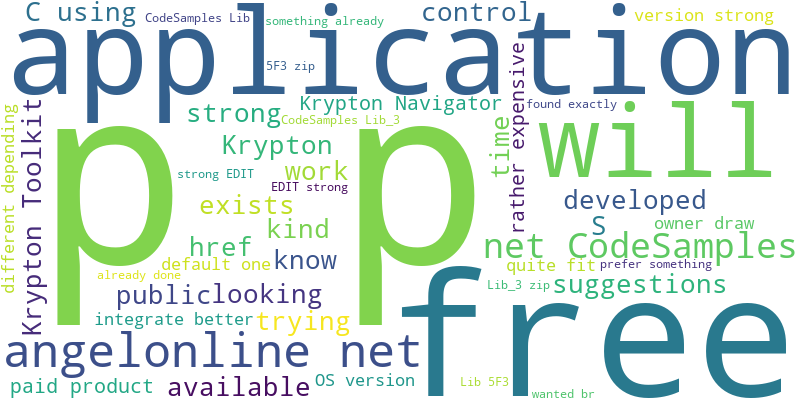 C using
CodeSamples Lib
something already
control
version strong
application
5F3 zip
different depending
Krypton Toolkit
strong
Krypton Navigator
rather expensive
found exactly
CodeSamples Lib_3
p p
will
time
Krypton
work
strong EDIT
EDIT strong
exists
developed
S
owner draw
kind
href
know
default one
already done
net CodeSamples
quite fit
prefer something
public
looking
free
Lib_3 zip
suggestions
integrate better
trying
angelonline net
paid product
available
OS version
Lib 5F3
wanted br